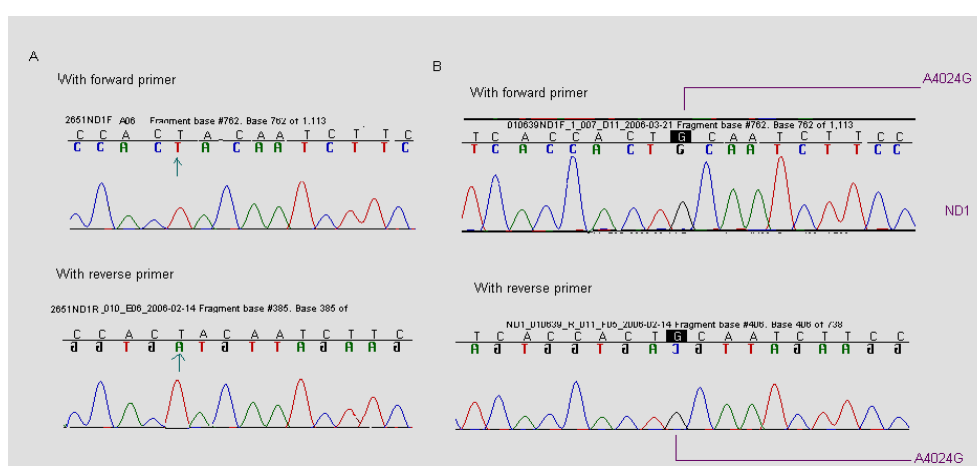 A
With forward primer
2651ND1F A06 Fragment base #762. Base 762 of 1,113
C C A C T A C A A T C T T C
C C A C T A C A A T C T T C
With reverse primer
2651ND1R_010_E06_2006-02-14 Fragment base #385. Base 385 of
C C A C T A C A A T C T T C
g g T g A T g T T A g A A g
B
A4024G
With forward primer
010639ND1F_1_007_D11_2006-03-21 Fragment base #762. Base 762 of 1,113
T C A C C A C T G C A A T C T T C C
T C A C C A C T G C A A T C T T C C
ND1
With reverse primer
ND1_010639_R_011_F06_2006-02-14 Fragment base #406. Base 406 of 738
T C A C C A C T G C A A T C T T C C
A g T g g T g A C g T T A g A A g g
A4024G